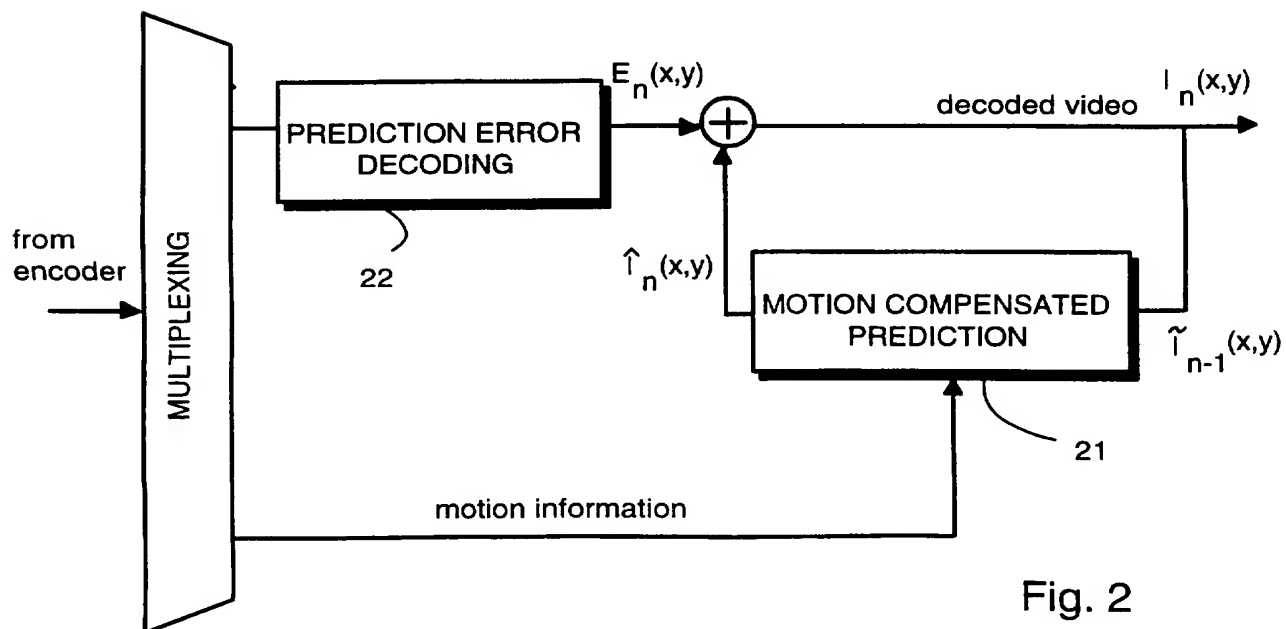 from
encoder
MULTIPLEXING
PREDICTION ERROR
DECODING
22
E_n(x,y)
+
decoded video
I_n(x,y)
Î_n(x,y)
MOTION COMPENSATED
PREDICTION
Ĩ_n-1(x,y)
21
motion information
Fig. 2